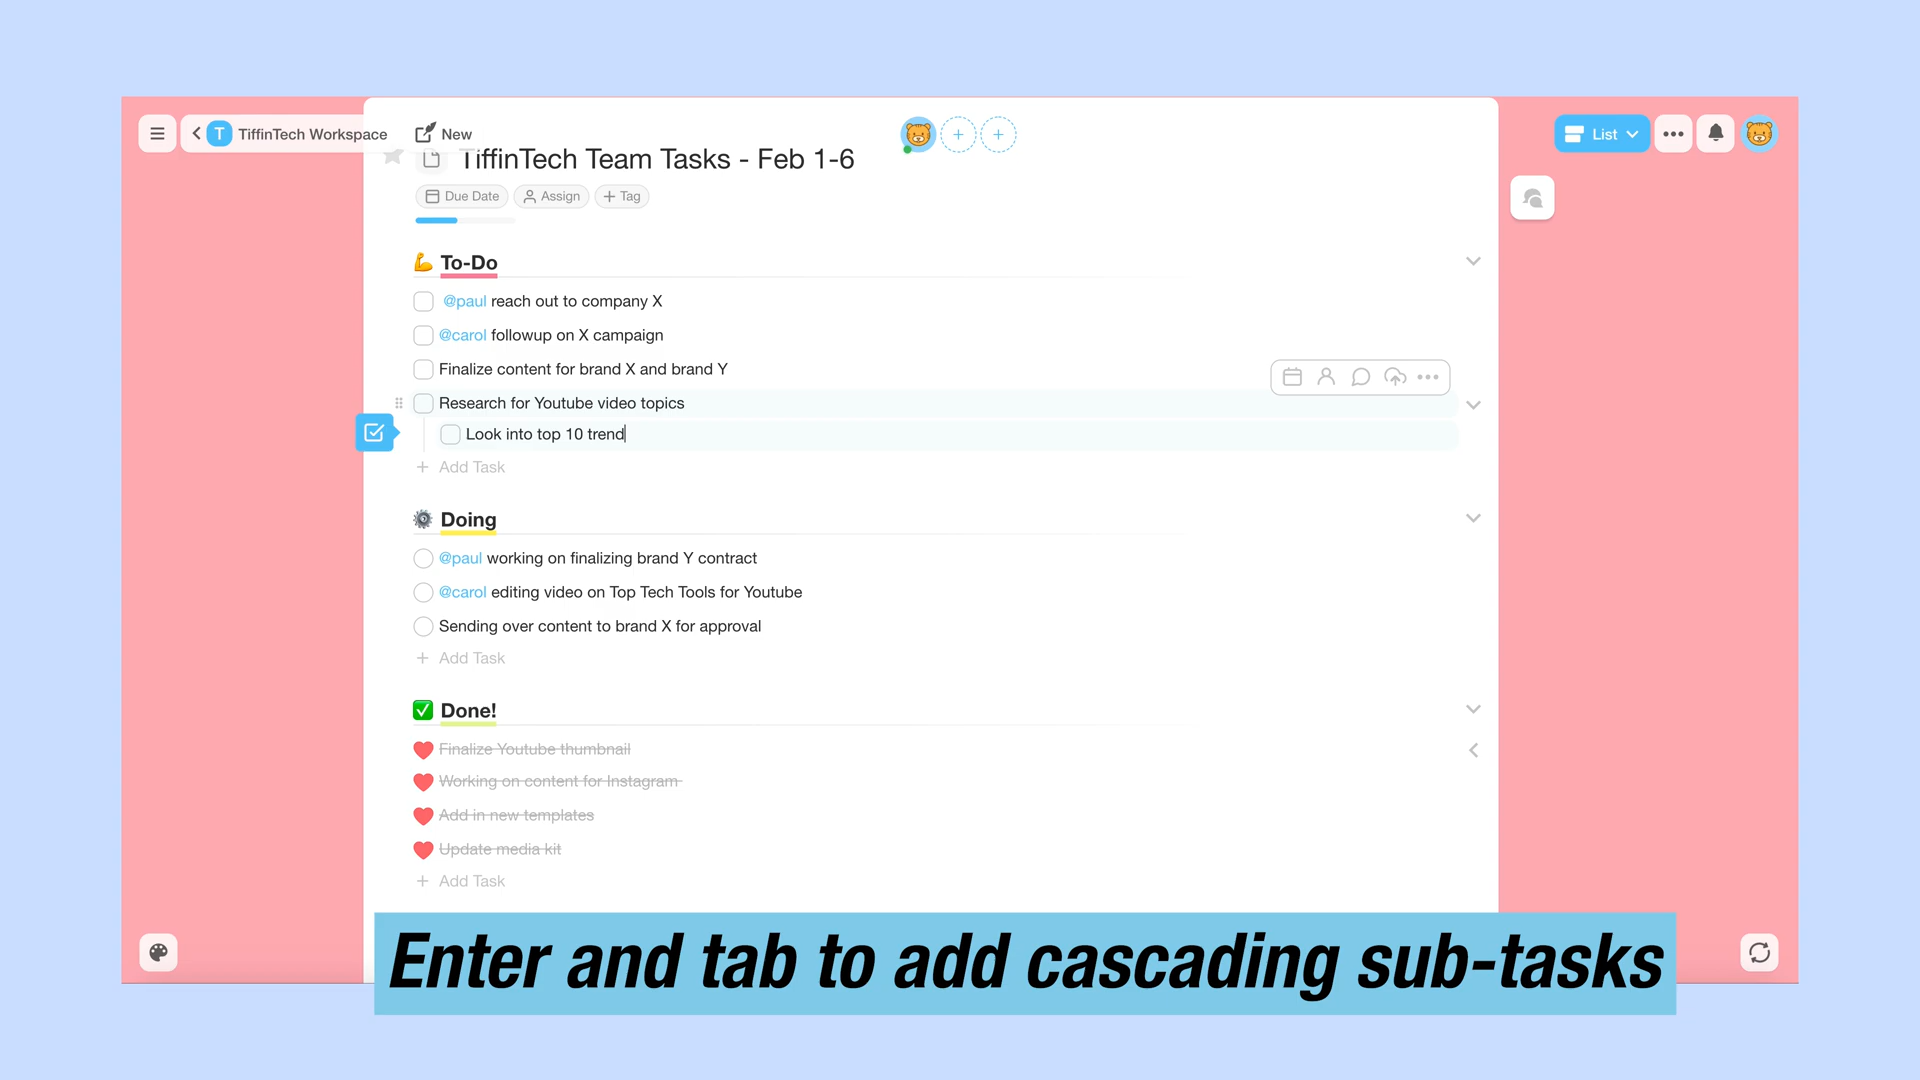 T TiffinTech Workspace New
List
TiffinTech Team Tasks - Feb 1-6
Due Date Assign + Tag
To-Do
@paul reach out to company X
@carol followup on X campaign
Finalize content for brand X and brand Y
Research for Youtube video topics
Look into top 10 trend
+ Add Task
Doing
@paul working on finalizing brand Y contract
@carol editing video on Top Tech Tools for Youtube
Sending over content to brand X for approval
+ Add Task
Done!
Finalize Youtube thumbnail
Working on content for Instagram
Add in new templates
Update media kit
+ Add Task
Enter and tab to add cascading sub-tasks